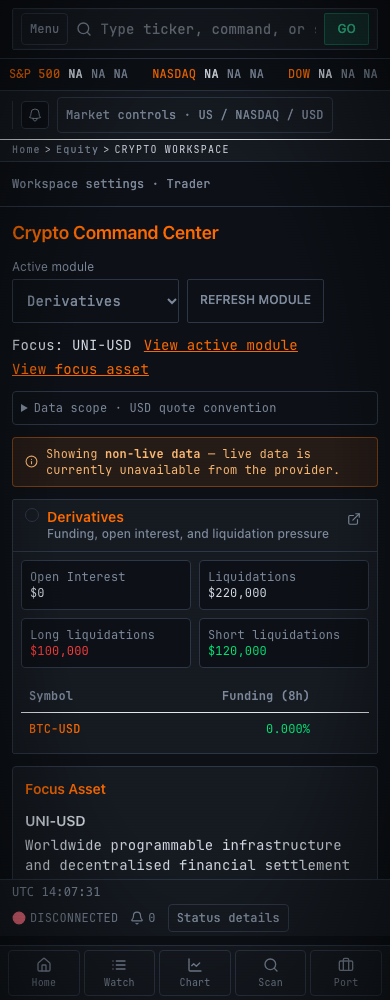 Menu
Type ticker, command, or s
GO
S&P 500 NA NA NA NASDAQ NA NA NA DOW NA NA NA
Market controls · US / NASDAQ / USD
Home > Equity > CRYPTO WORKSPACE
Workspace settings · Trader
Crypto Command Center
Active module
Derivatives
REFRESH MODULE
Focus: UNI-USD View active module
View focus asset
Data scope · USD quote convention
Showing non-live data — live data is
currently unavailable from the provider.
Derivatives
Funding, open interest, and liquidation pressure
Open Interest
$0
Liquidations
$220,000
Long liquidations
$100,000
Short liquidations
$120,000
Symbol Funding (8h)
BTC-USD 0.000%
Focus Asset
UNI-USD
Worldwide programmable infrastructure
and decentralised financial settlement
UTC 14:07:31
DISCONNECTED 0 Status details
Home Watch Chart Scan Port